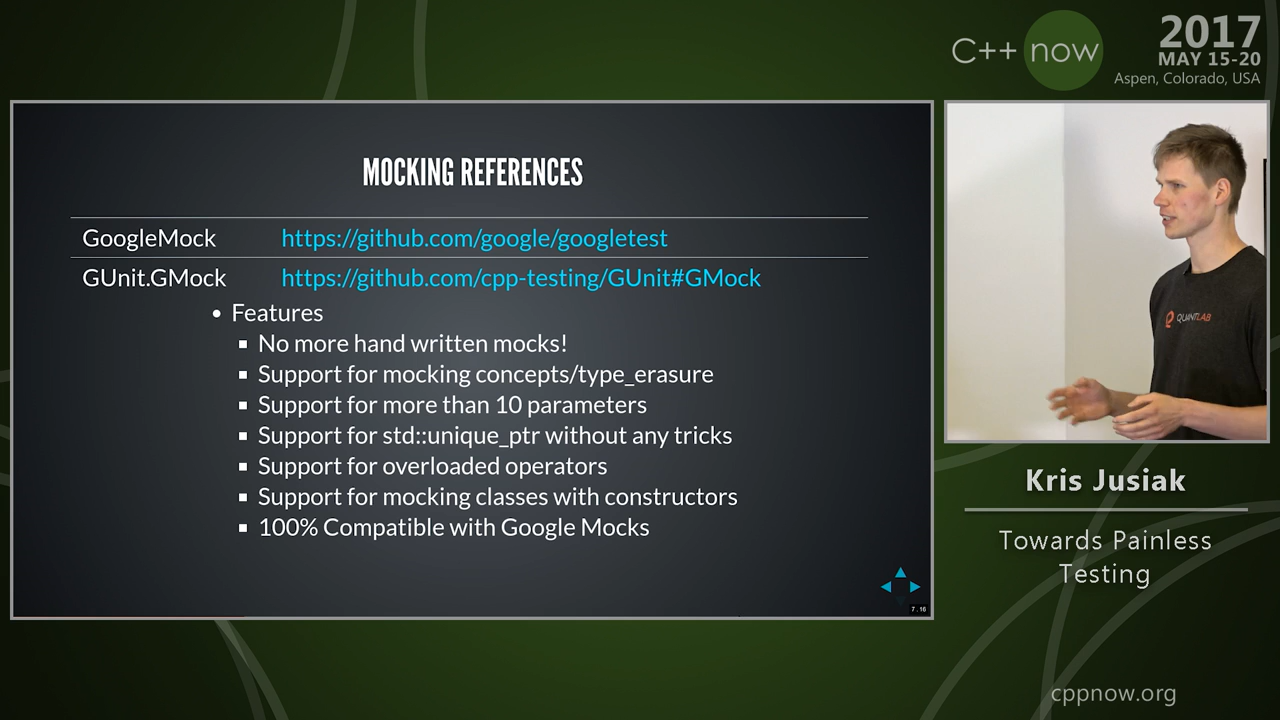 C++ now
2017
MAY 15-20
Aspen, Colorado, USA
MOCKING REFERENCES
GoogleMock https://github.com/google/googletest
GUnit.GMock https://github.com/cpp-testing/GUnit#GMock
• Features
▪ No more hand written mocks!
▪ Support for mocking concepts/type_erasure
▪ Support for more than 10 parameters
▪ Support for std::unique_ptr without any tricks
▪ Support for overloaded operators
▪ Support for mocking classes with constructors
▪ 100% Compatible with Google Mocks
7.16
QUANTLAB
Kris Jusiak
Towards Painless
Testing
cppnow.org